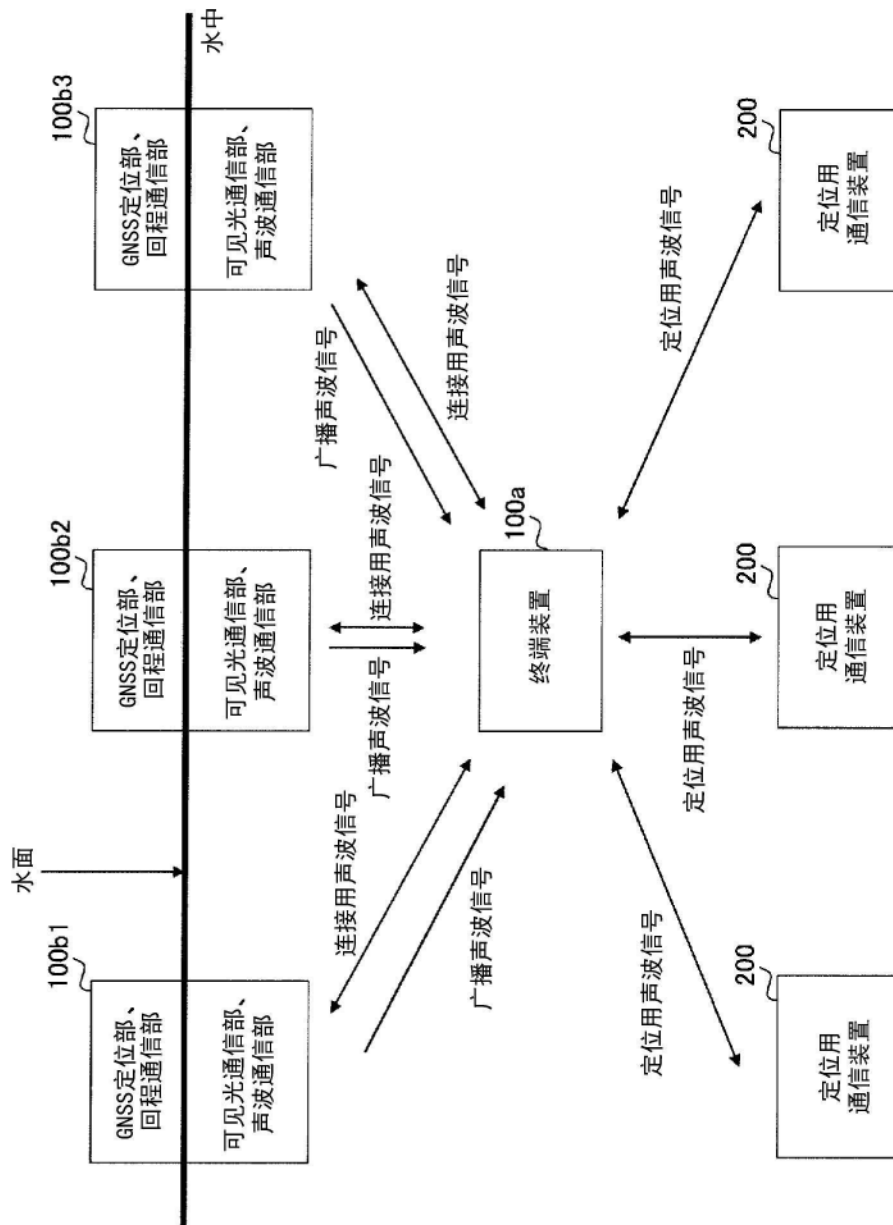 水面
水中
100b1
GNSS定位部、
回程通信部
可见光通信部、
声波通信部
100b2
GNSS定位部、
回程通信部
可见光通信部、
声波通信部
100b3
GNSS定位部、
回程通信部
可见光通信部、
声波通信部
连接用声波信号
广播声波信号
广播声波信号
连接用声波信号
广播声波信号
连接用声波信号
100a
终端装置
定位用声波信号
定位用声波信号
定位用声波信号
200
定位用
通信装置
200
定位用
通信装置
200
定位用
通信装置